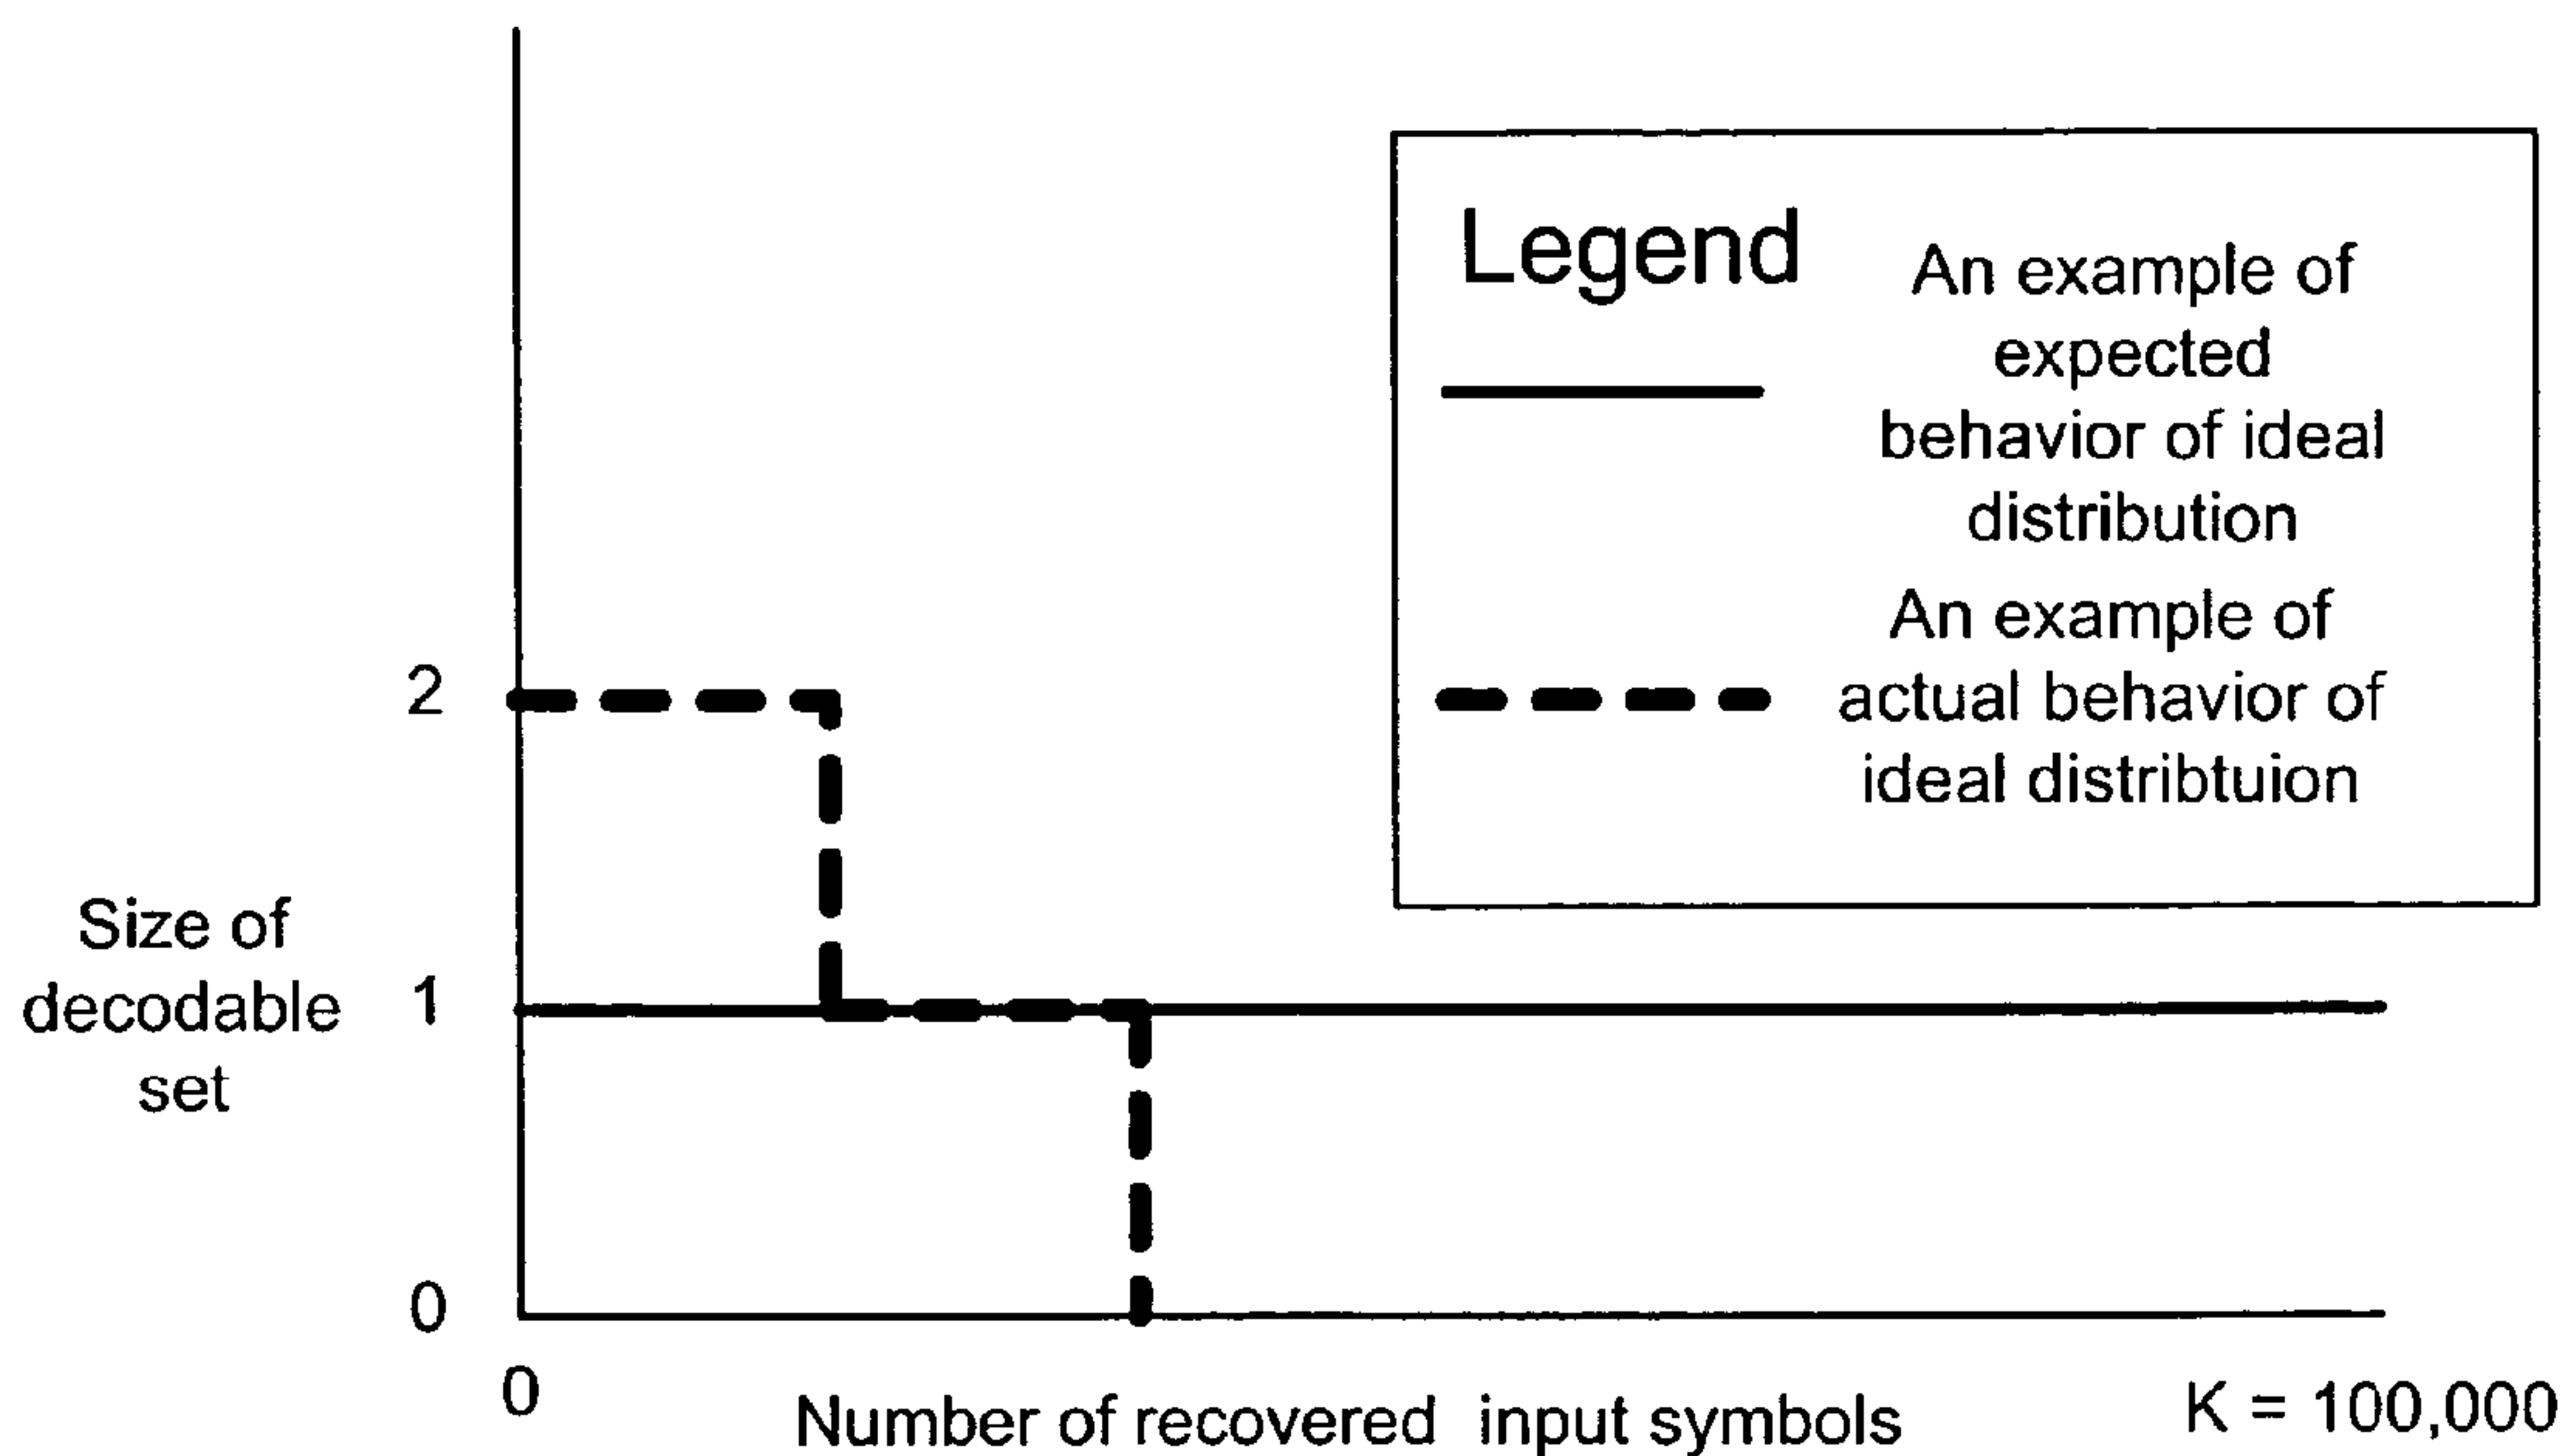 Legend
An example of
expected
behavior of ideal
distribution
An example of
actual behavior of
ideal distribtuion
2
Size of
decodable
set
1
0
0
Number of recovered input symbols
K = 100,000